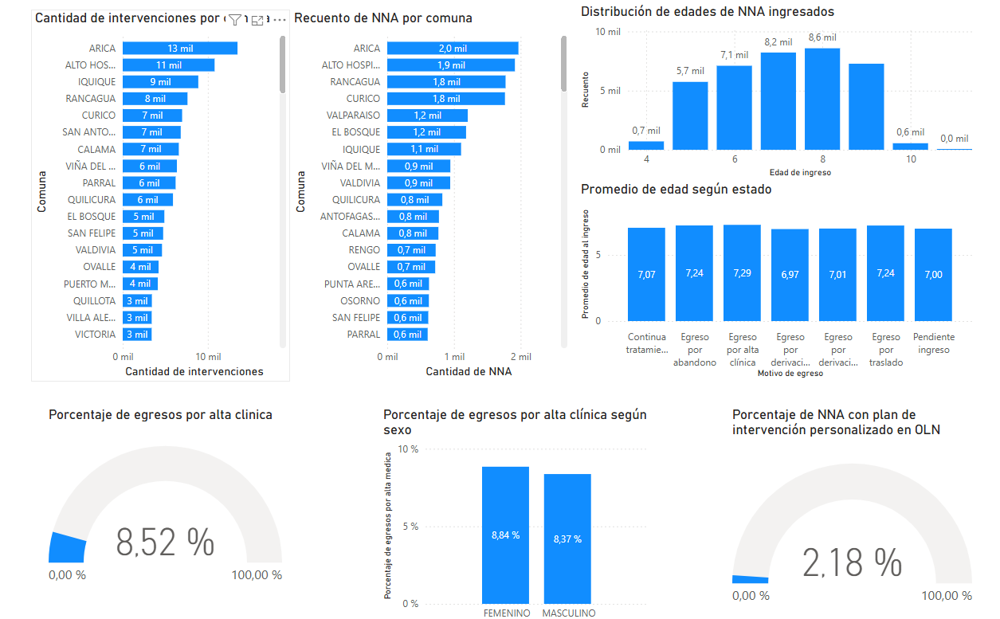 Cantidad de intervenciones por
Comuna
ARICA 13 mil
ALTO HOS... 11 mil
IQUIQUE 9 mil
RANCAGUA 8 mil
CURICO 7 mil
SAN ANTO... 7 mil
CALAMA 7 mil
VIÑA DEL ... 6 mil
PARRAL 6 mil
QUILICURA 6 mil
EL BOSQUE 5 mil
SAN FELIPE 5 mil
VALDIVIA 5 mil
OVALLE 4 mil
PUERTO M... 4 mil
QUILLOTA 3 mil
VILLA ALE... 3 mil
VICTORIA 3 mil
0 mil 10 mil
Cantidad de intervenciones
Recuento de NNA por comuna
Comuna
ARICA 2,0 mil
ALTO HOSPI... 1,9 mil
RANCAGUA 1,8 mil
CURICO 1,8 mil
VALPARAISO 1,2 mil
EL BOSQUE 1,2 mil
IQUIQUE 1,1 mil
VIÑA DEL M... 0,9 mil
VALDIVIA 0,9 mil
QUILICURA 0,8 mil
ANTOFAGAS... 0,8 mil
CALAMA 0,8 mil
RENGO 0,7 mil
OVALLE 0,7 mil
PUNTA ARE... 0,6 mil
OSORNO 0,6 mil
SAN FELIPE 0,6 mil
PARRAL 0,6 mil
0 mil 1 mil 2 mil
Cantidad de NNA
Distribución de edades de NNA ingresados
Recuento
10 mil
5 mil
0 mil
0,7 mil 5,7 mil 7,1 mil 8,2 mil 8,6 mil 0,6 mil 0,0 mil
4 6 8 10
Edad de ingreso
Promedio de edad según estado
Promedio de edad al ingreso
5
0
7,07 7,24 7,29 6,97 7,01 7,24 7,00
Continua Egreso Egreso Egreso Egreso Egreso Pendiente
tratamie... por por alta por por por ingreso
abandono clínica derivaci... derivaci... traslado
Motivo de egreso
Porcentaje de egresos por alta clinica
8,52 %
0,00 % 100,00 %
Porcentaje de egresos por alta clínica según
sexo
Porcentaje de egresos por alta medica
10 %
5 %
0 %
8,84 % 8,37 %
FEMENINO MASCULINO
Porcentaje de NNA con plan de
intervención personalizado en OLN
2,18 %
0,00 % 100,00 %